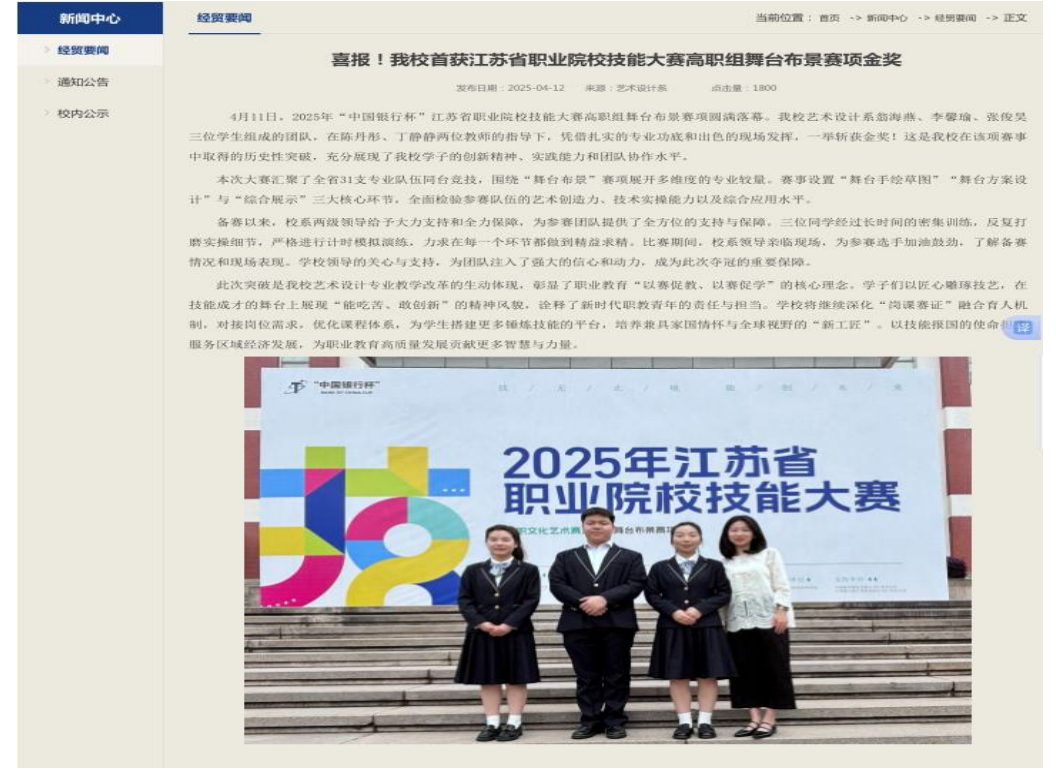 新闻中心
经贸要闻
当前位置：首页 -> 新闻中心 -> 经贸要闻 -> 正文
经贸要闻
通知公告
校内公示
喜报！我校首获江苏省职业院校技能大赛高职组舞台布景赛项金奖
发布日期：2025-04-12 来源：艺术设计系 点击量：1800
4月11日，2025年“中国银行杯”江苏省职业院校技能大赛高职组舞台布景赛项圆满落幕。我校艺术设计系翁海燕、李馨瑜、张俊昊
三位学生组成的团队，在陈丹彤、丁静静两位教师的指导下，凭借扎实的专业功底和出色的现场发挥，一举斩获金奖！这是我校在该项赛事
中取得的历史性突破，充分展现了我校学子的创新精神、实践能力和团队协作水平。
本次大赛汇聚了全省31支专业队伍同台竞技，围绕“舞台布景”赛项展开多维度的专业较量。赛事设置“舞台手绘草图”“舞台方案设
计”与“综合展示”三大核心环节，全面检验参赛队伍的艺术创造力、技术实操能力以及综合应用水平。
备赛以来，校系两级领导给予大力支持和全力保障，为参赛团队提供了全方位的支持与保障。三位同学经过长时间的密集训练，反复打
磨实操细节，严格进行计时模拟演练，力求在每一个环节都做到精益求精。比赛期间，校系领导亲临现场，为参赛选手加油鼓劲，了解备赛
情况和现场表现。学校领导的关心与支持，为团队注入了强大的信心和动力，成为此次夺冠的重要保障。
此次突破是我校艺术设计专业教学改革的生动体现，彰显了职业教育“以赛促教、以赛促学”的核心理念。学子们以匠心雕琢技艺，在
技能成才的舞台上展现“能吃苦、敢创新”的精神风貌，诠释了新时代职教青年的责任与担当。学校将继续深化“岗课赛证”融合育人机
制，对接岗位需求，优化课程体系，为学生搭建更多锤炼技能的平台，培养兼具家国情怀与全球视野的“新工匠”。以技能报国的使命
译
服务区域经济发展，为职业教育高质量发展贡献更多智慧与力量。
“中国银行杯”
BANK OF CHINA CUP
技 / 无 / 止 / 境 能 / 创 / 未 / 来
2025年江苏省
职业院校技能大赛